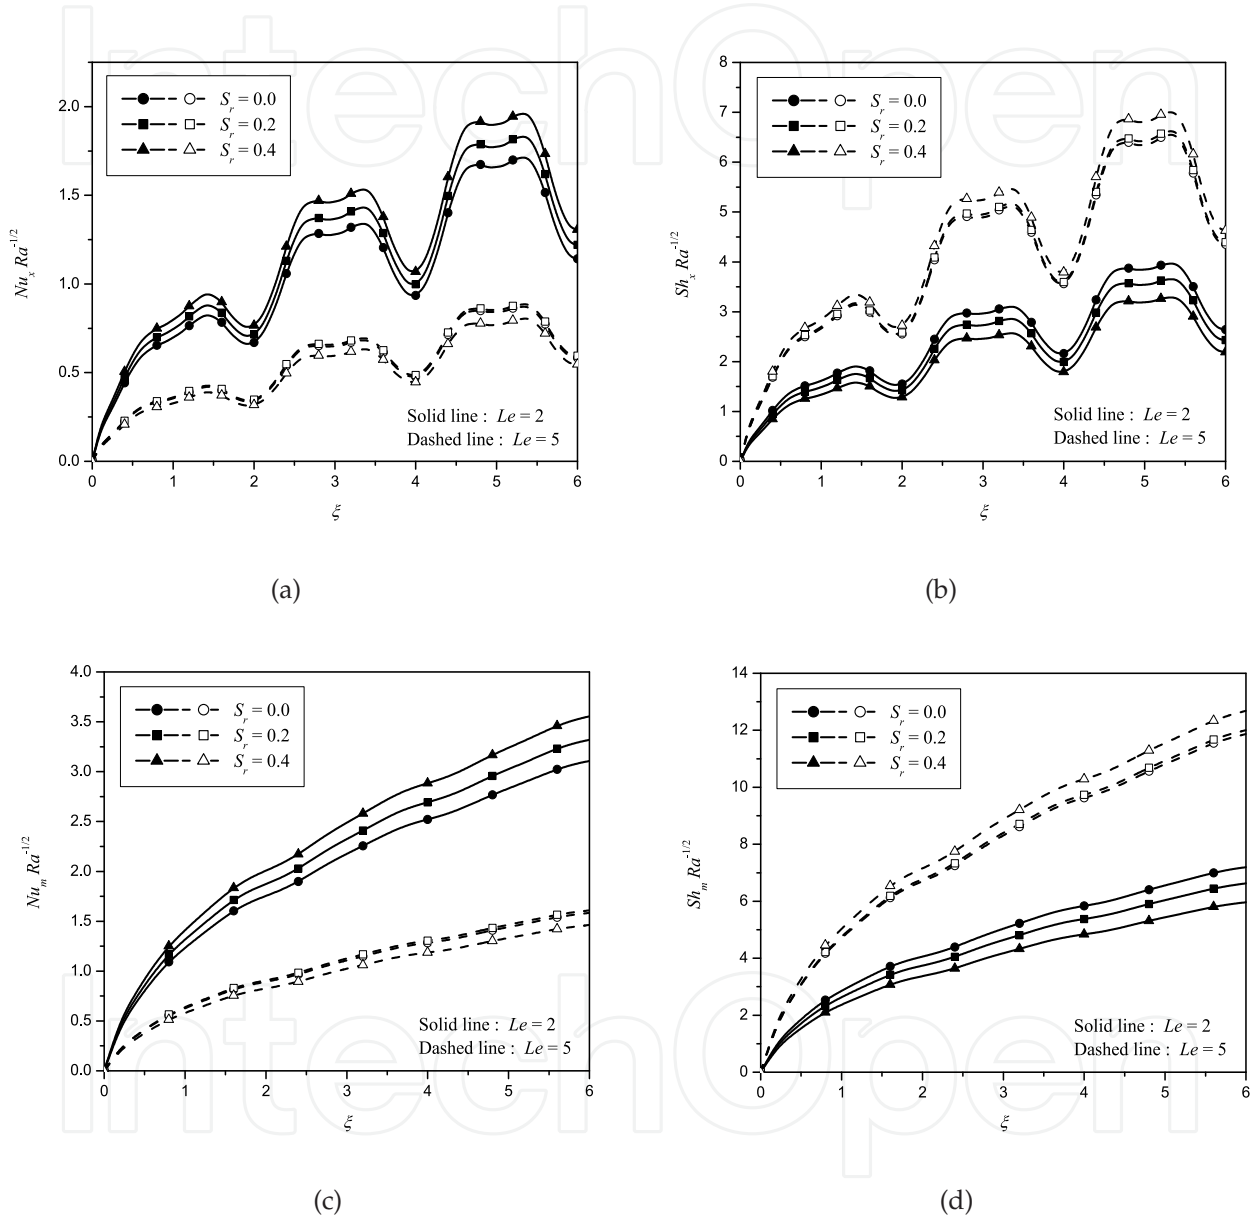 IntechOpen
S_r = 0.0
S_r = 0.2
S_r = 0.4
Nu_x Ra^-1/2
2.0
1.5
1.0
0.5
0.0
Solid line : Le = 2
Dashed line : Le = 5
0 1 2 3 4 5 6
ξ
(a)
S_r = 0.0
S_r = 0.2
S_r = 0.4
Sh_x Ra^-1/2
8
7
6
5
4
3
2
1
0
Solid line : Le = 2
Dashed line : Le = 5
0 1 2 3 4 5 6
ξ
(b)
S_r = 0.0
S_r = 0.2
S_r = 0.4
Nu_m Ra^-1/2
4.0
3.5
3.0
2.5
2.0
1.5
1.0
0.5
0.0
Solid line : Le = 2
Dashed line : Le = 5
0 1 2 3 4 5 6
ξ
(c)
S_r = 0.0
S_r = 0.2
S_r = 0.4
Sh_m Ra^-1/2
14
12
10
8
6
4
2
0
Solid line : Le = 2
Dashed line : Le = 5
0 1 2 3 4 5 6
ξ
(d)
IntechOpen